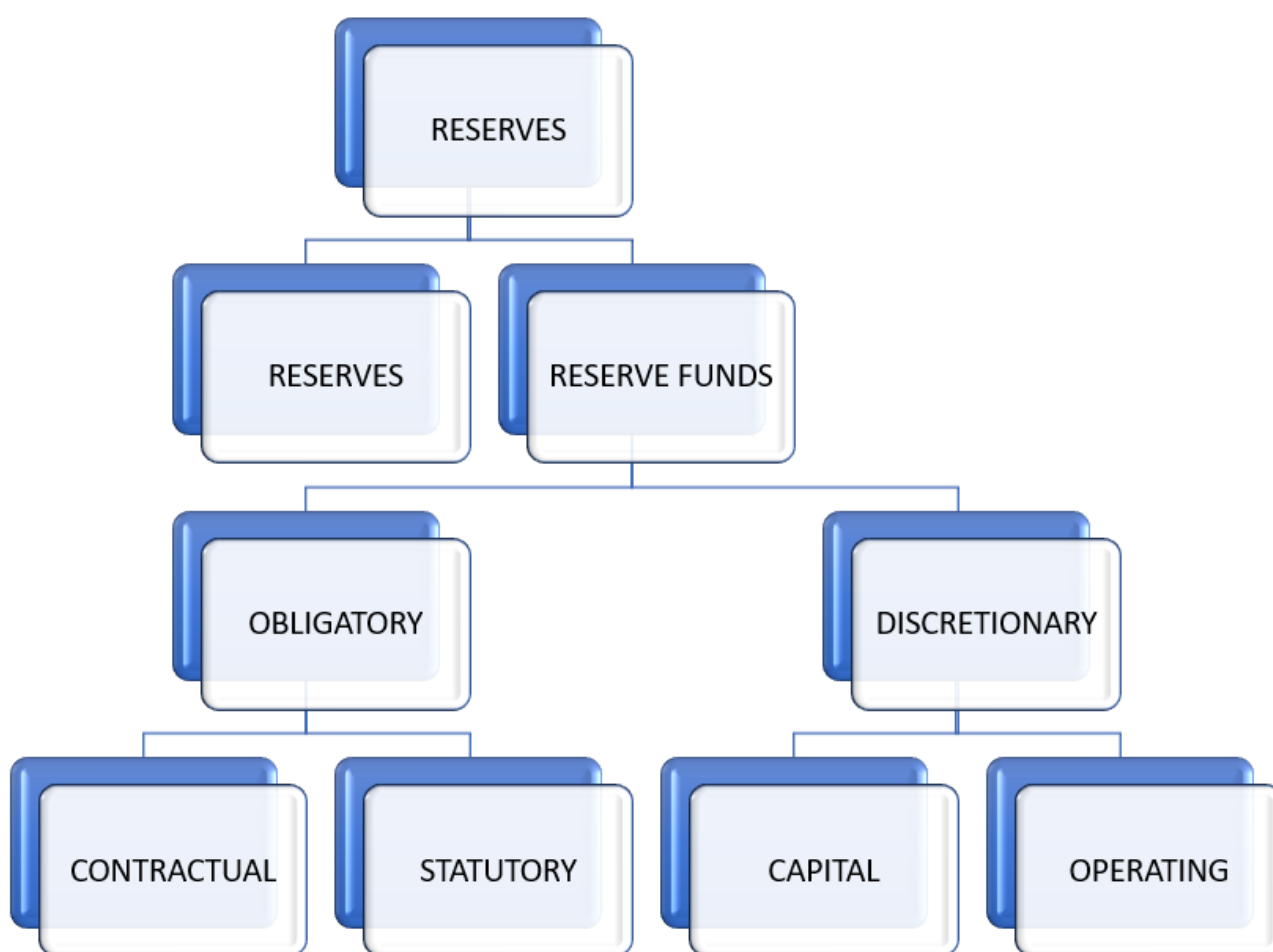 RESERVES
RESERVES
RESERVE FUNDS
OBLIGATORY
DISCRETIONARY
CONTRACTUAL
STATUTORY
CAPITAL
OPERATING